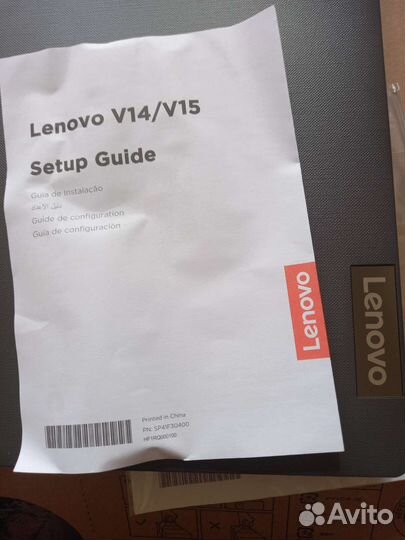 Lenovo V14/V15
Setup Guide
Guia de Instalação
دليل الإعداد
Guide de configuration
Guía de configuración
Lenovo
Lenovo
Printed in China
PN: SP41F30400
HF1RQ000190
Avito